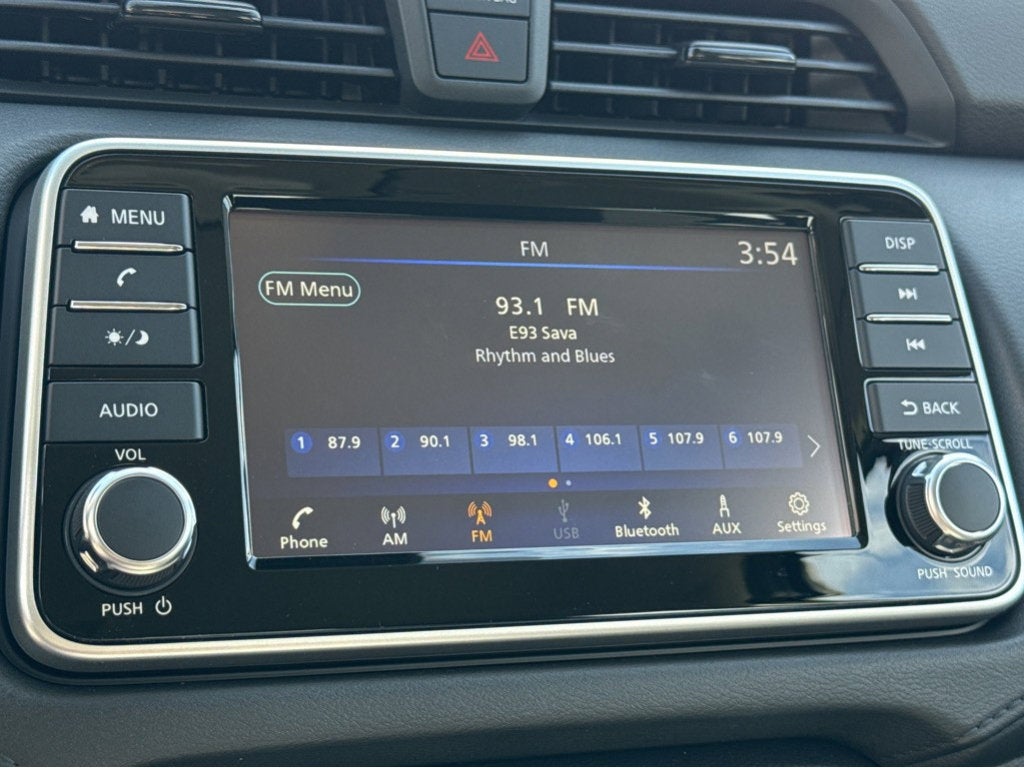 MENU
AUDIO
VOL
PUSH
FM
3:54
FM Menu
93.1 FM
E93 Sava
Rhythm and Blues
1 87.9 2 90.1 3 98.1 4 106.1 5 107.9 6 107.9
Phone AM FM USB Bluetooth AUX Settings
DISP
BACK
TUNE·SCROLL
PUSH SOUND